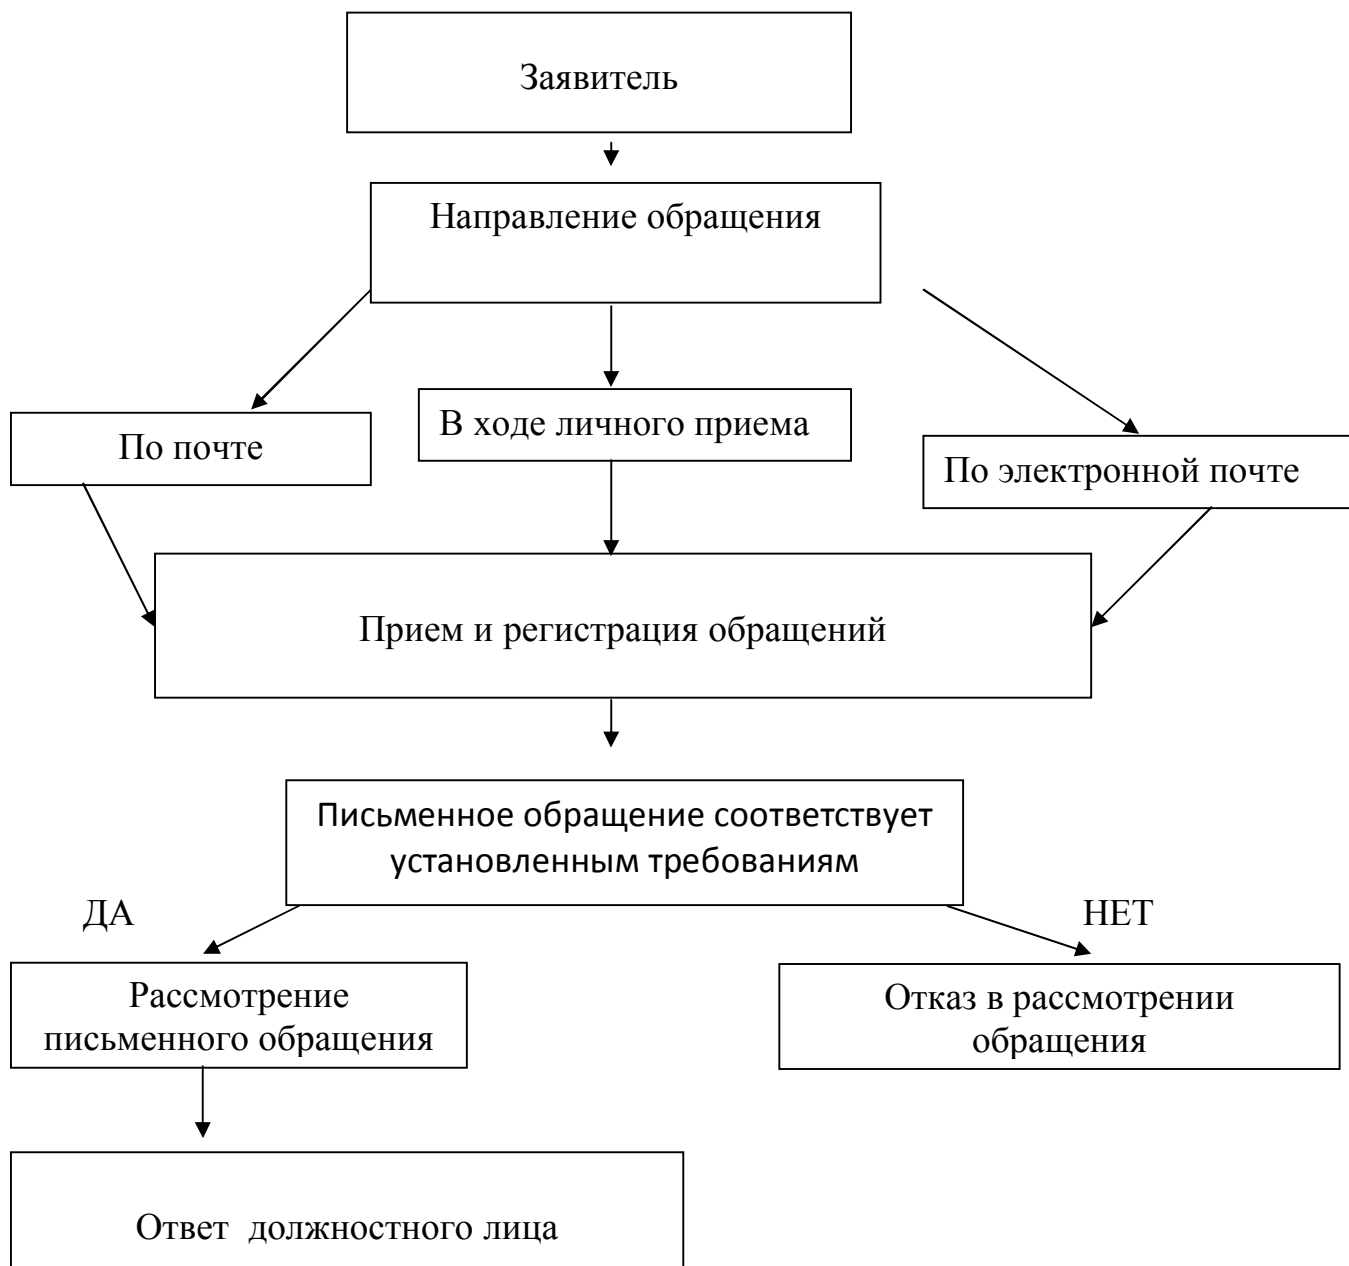 Заявитель
Направление обращения
По почте
В ходе личного приема
По электронной почте
Прием и регистрация обращений
Письменное обращение соответствует
установленным требованиям
ДА
НЕТ
Рассмотрение
письменного обращения
Отказ в рассмотрении
обращения
Ответ  должностного лица